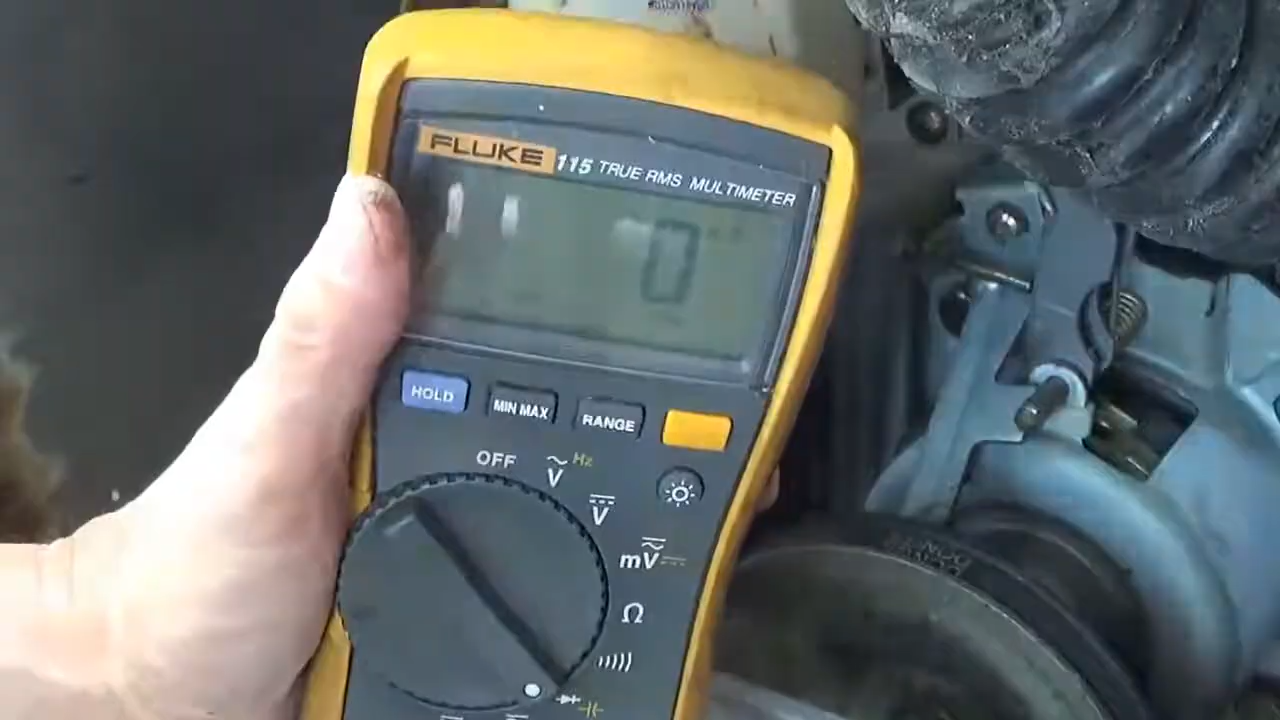 FLUKE 115 TRUE RMS MULTIMETER
0
HOLD
MIN MAX
RANGE
OFF
V Hz
V
mV
Ω